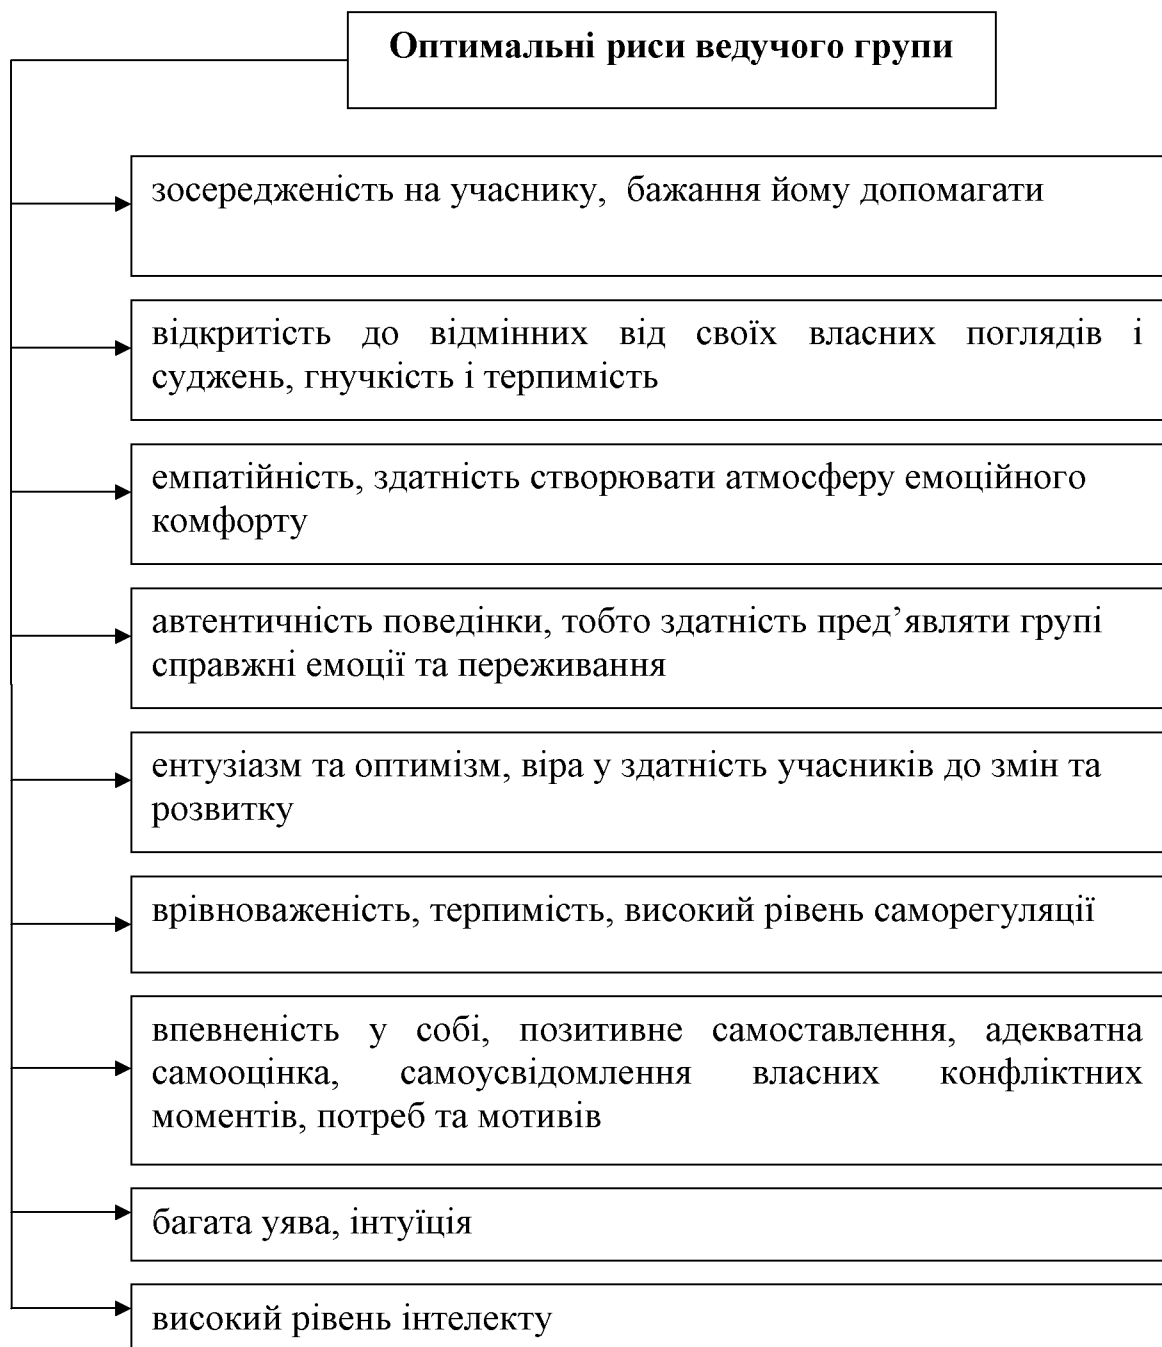 Оптимальні риси ведучого групи
зосередженість на учаснику,  бажання йому допомагати
відкритість до відмінних від своїх власних поглядів і
суджень, гнучкість і терпимість
емпатійність, здатність створювати атмосферу емоційного
комфорту
автентичність поведінки, тобто здатність пред’являти групі
справжні емоції та переживання
ентузіазм та оптимізм, віра у здатність учасників до змін та
розвитку
врівноваженість, терпимість, високий рівень саморегуляції
впевненість у собі, позитивне самоставлення, адекватна
самооцінка, самоусвідомлення власних конфліктних
моментів, потреб та мотивів
багата уява, інтуїція
високий рівень інтелекту